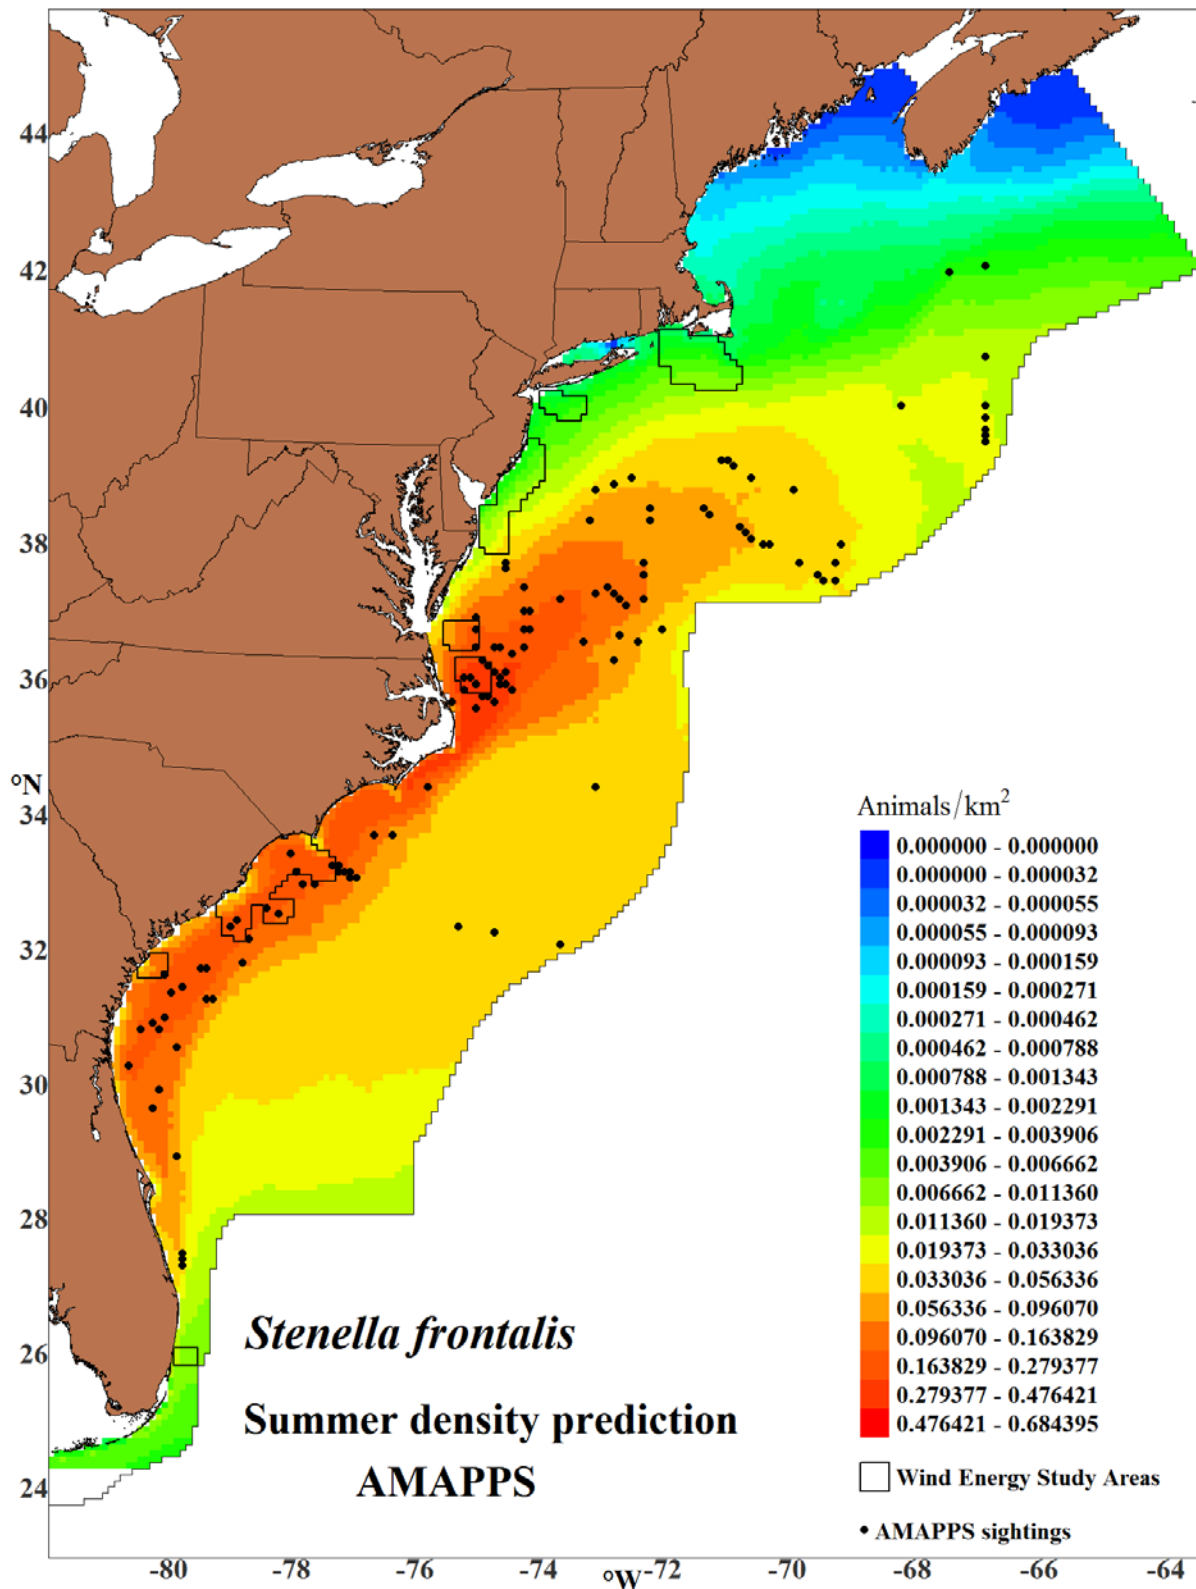 44
42
40
38
36
°N
34
32
30
28
26
24
Animals/km²
0.000000 - 0.000000
0.000000 - 0.000032
0.000032 - 0.000055
0.000055 - 0.000093
0.000093 - 0.000159
0.000159 - 0.000271
0.000271 - 0.000462
0.000462 - 0.000788
0.000788 - 0.001343
0.001343 - 0.002291
0.002291 - 0.003906
0.003906 - 0.006662
0.006662 - 0.011360
0.011360 - 0.019373
0.019373 - 0.033036
0.033036 - 0.056336
0.056336 - 0.096070
0.096070 - 0.163829
0.163829 - 0.279377
0.279377 - 0.476421
0.476421 - 0.684395
Wind Energy Study Areas
AMAPPS sightings
Stenella frontalis
Summer density prediction
AMAPPS
-80 -78 -76 -74 °W -72 -70 -68 -66 -64